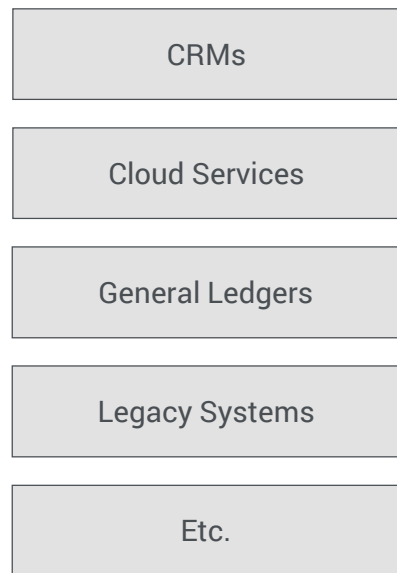 CRMs
Cloud Services
General Ledgers
Legacy Systems
Etc.